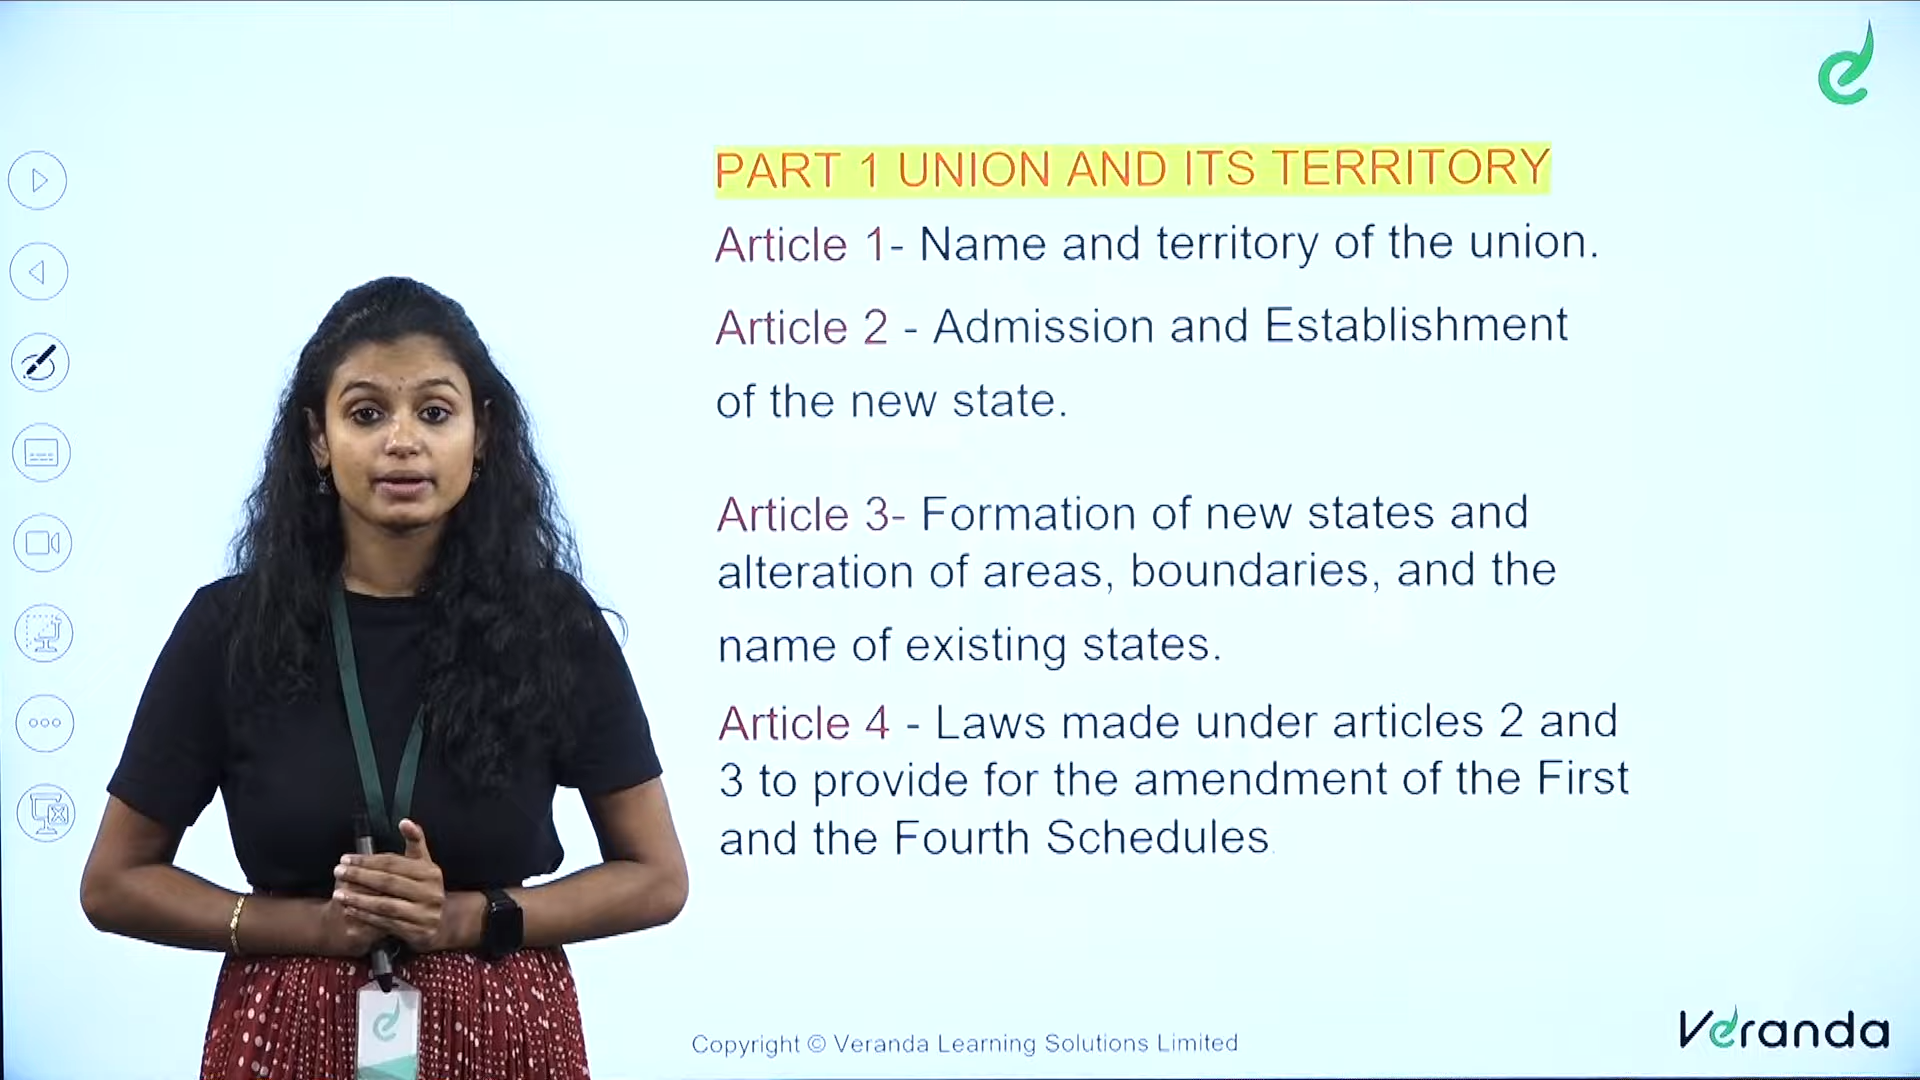 PART 1 UNION AND ITS TERRITORY
Article 1- Name and territory of the union.
Article 2 - Admission and Establishment
of the new state.
Article 3- Formation of new states and
alteration of areas, boundaries, and the
name of existing states.
Article 4 - Laws made under articles 2 and
3 to provide for the amendment of the First
and the Fourth Schedules
Copyright © Veranda Learning Solutions Limited
Veranda